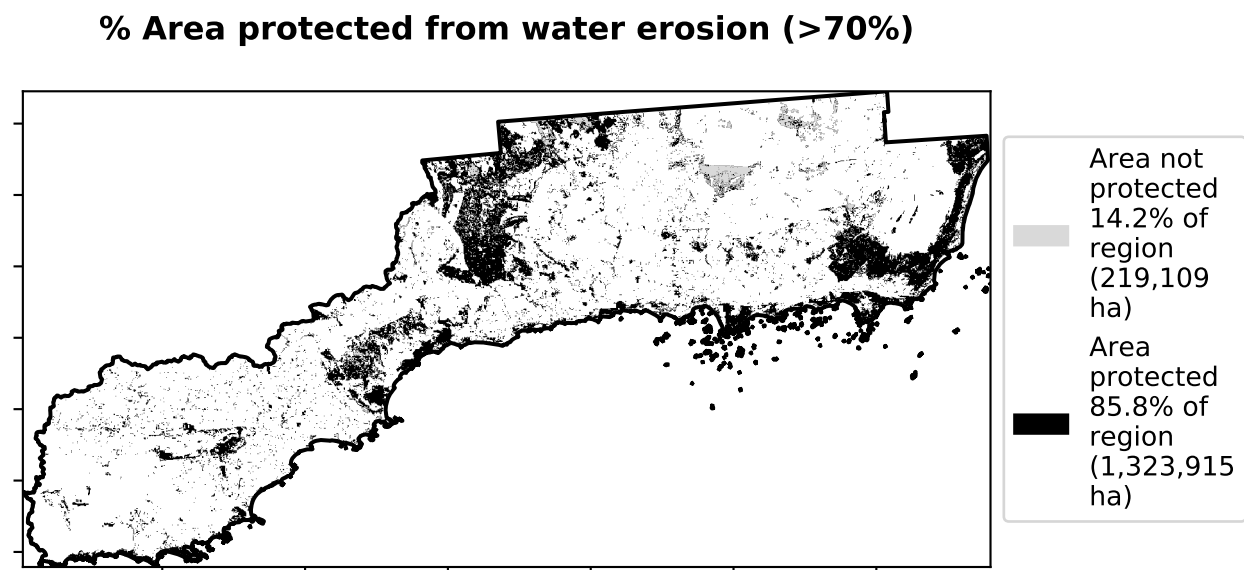 % Area protected from water erosion (>70%)
Area not
protected
14.2% of
region
(219,109
ha)
Area
protected
85.8% of
region
(1,323,915
ha)